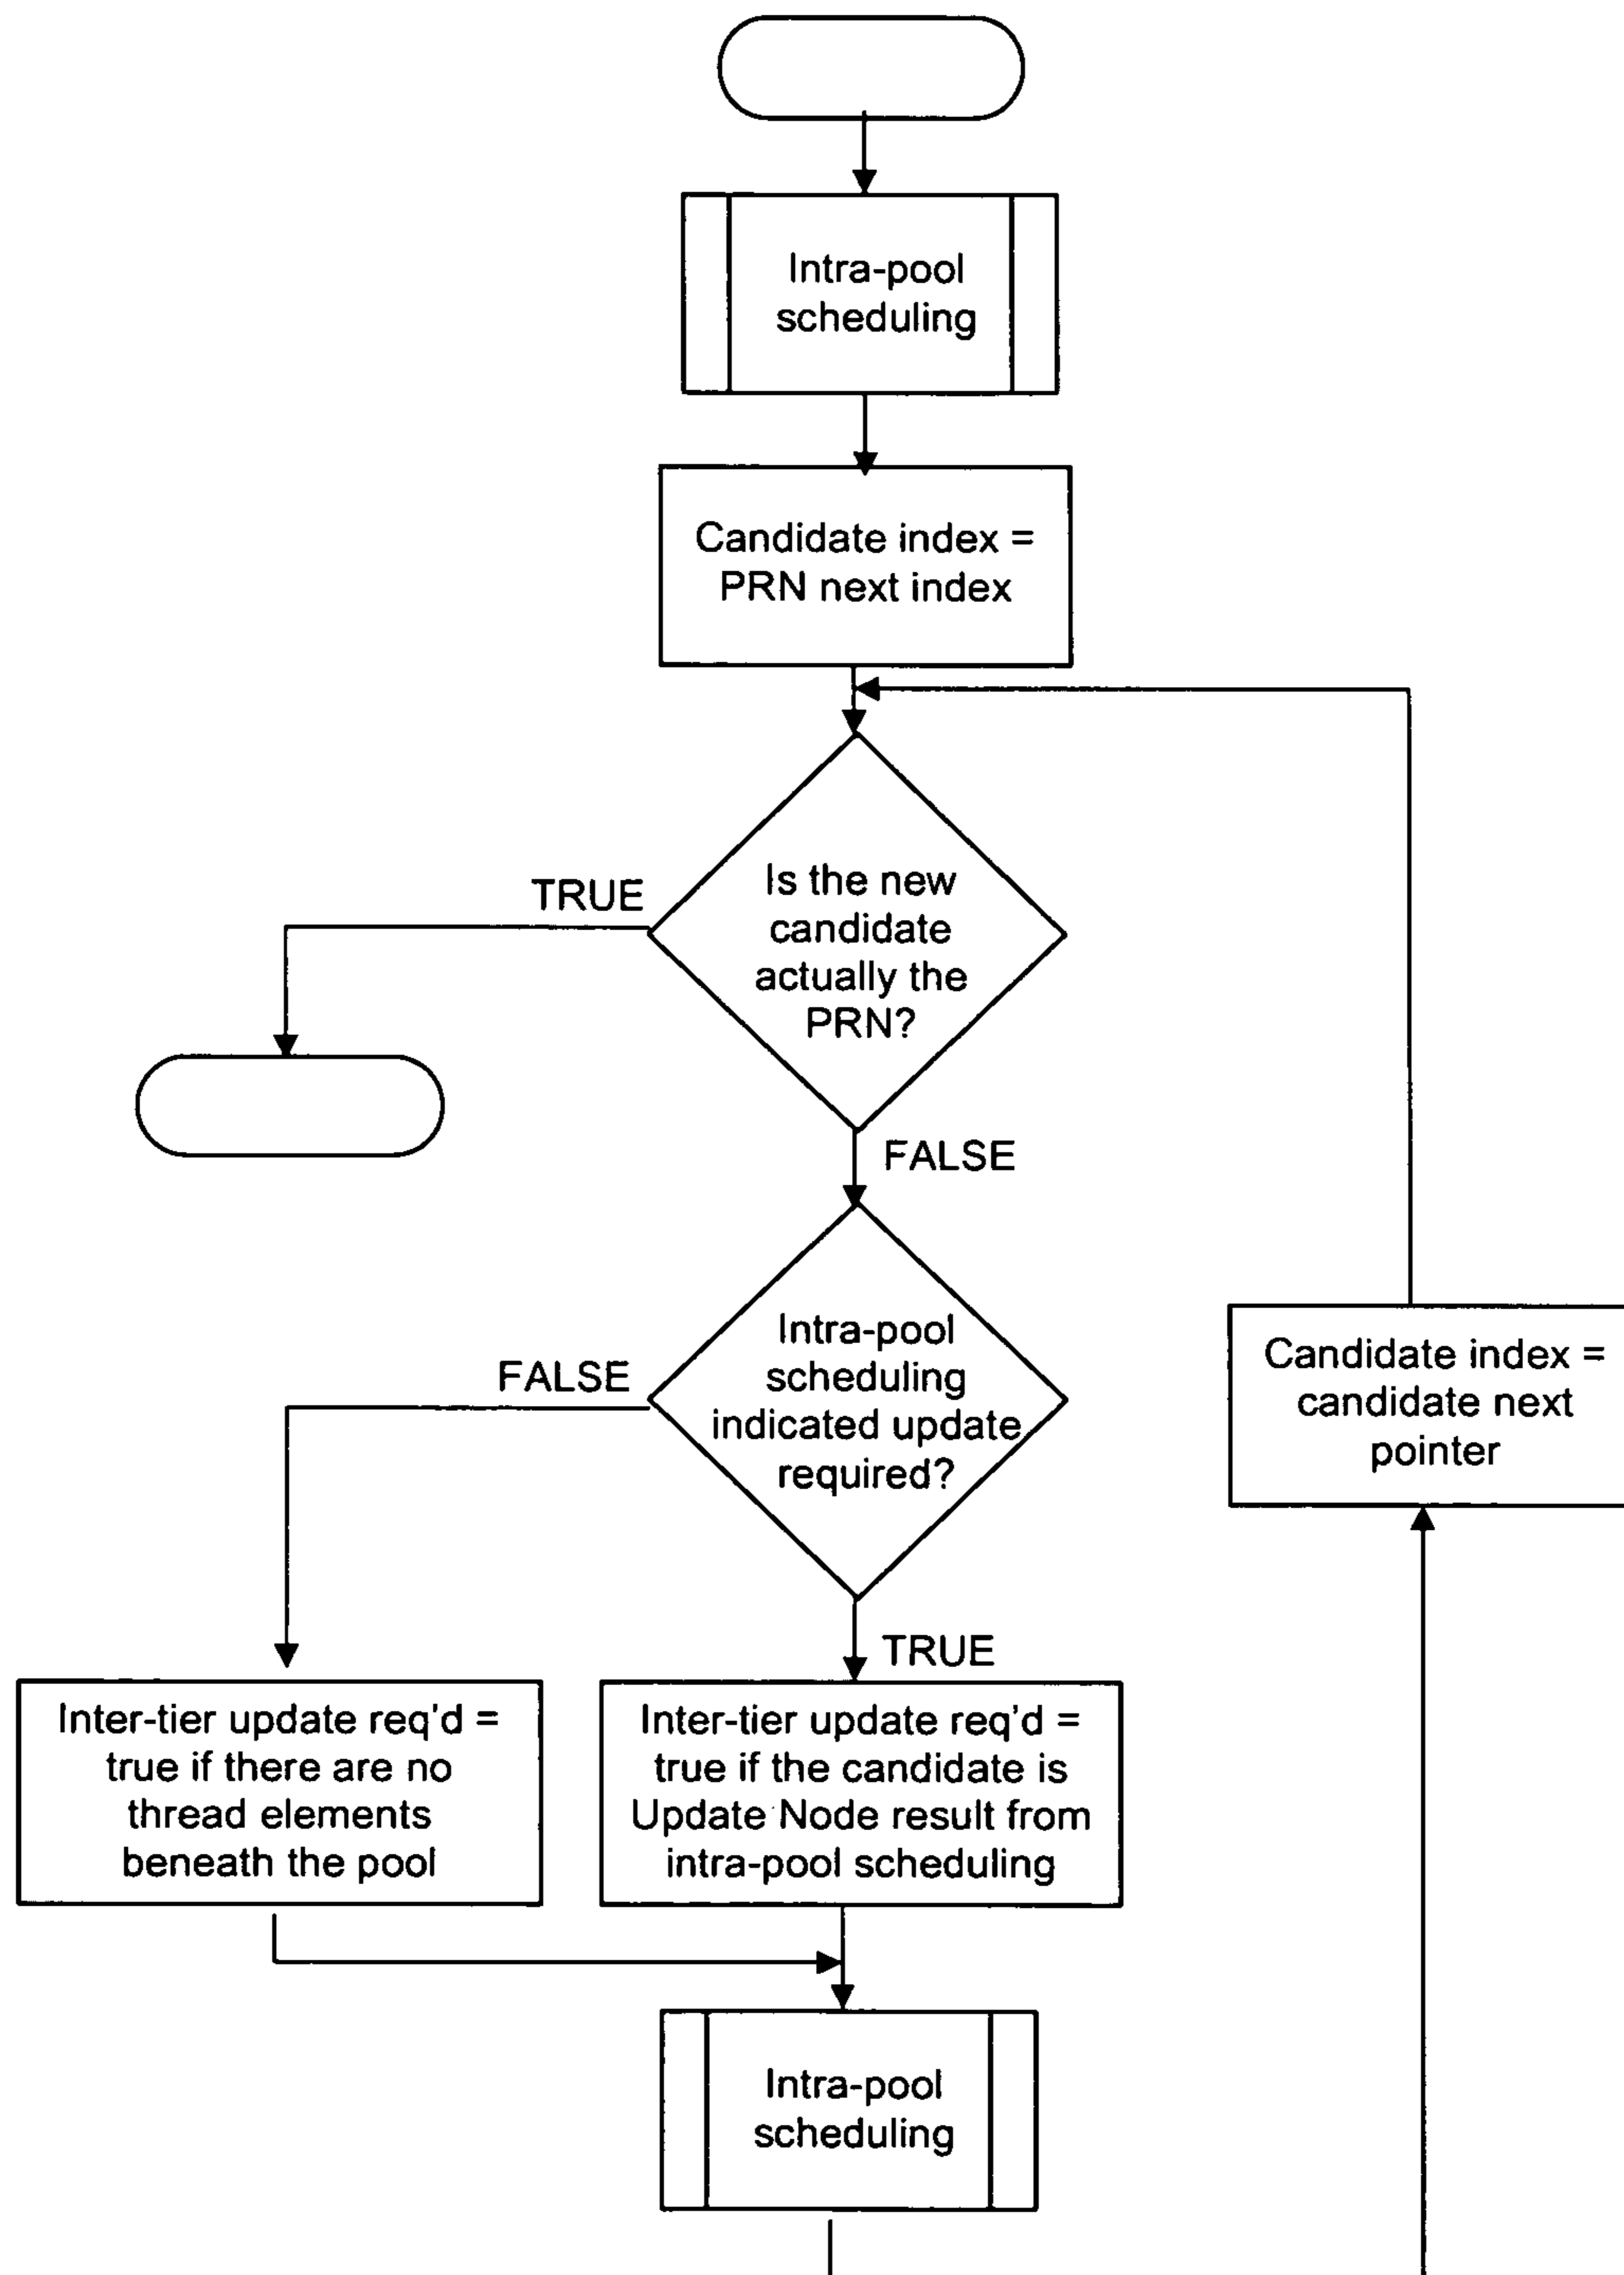 Intra-pool
scheduling
Candidate index =
PRN next index
TRUE
Is the new
candidate
actually the
PRN?
FALSE
Intra-pool
scheduling
indicated update
required?
FALSE
Candidate index =
candidate next
pointer
TRUE
Inter-tier update req'd =
true if there are no
thread elements
beneath the pool
Inter-tier update req'd =
true if the candidate is
Update Node result from
intra-pool scheduling
Intra-pool
scheduling